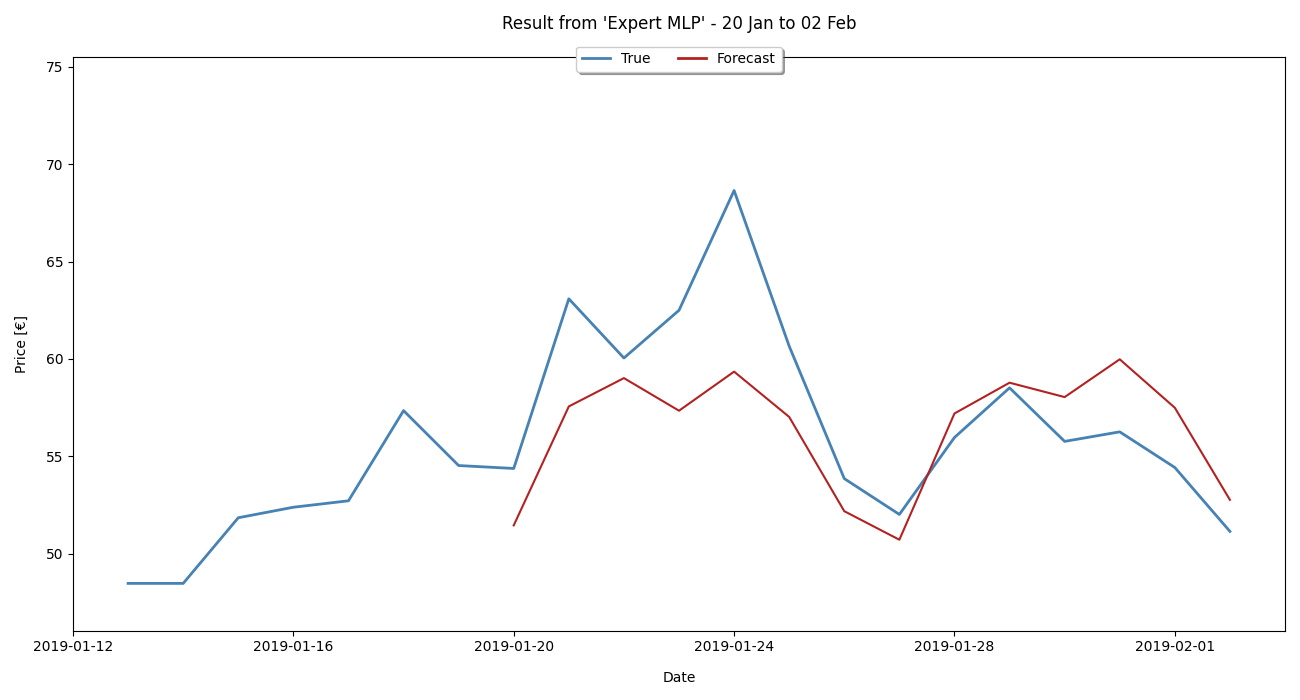 Result from 'Expert MLP' - 20 Jan to 02 Feb
True Forecast
75
70
65
60
55
50
Price [€]
2019-01-12 2019-01-16 2019-01-20 2019-01-24 2019-01-28 2019-02-01
Date